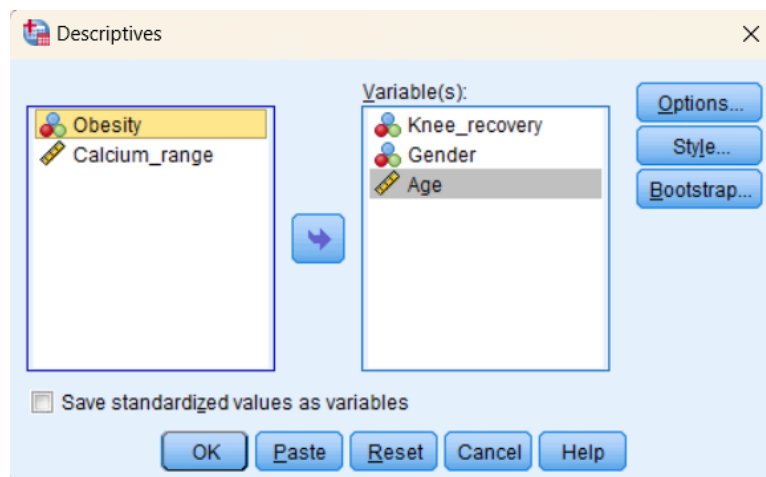 Descriptives
Variable(s):
Obesity
Calcium_range
Knee_recovery
Gender
Age
Options...
Style...
Bootstrap...
Save standardized values as variables
OK Paste Reset Cancel Help